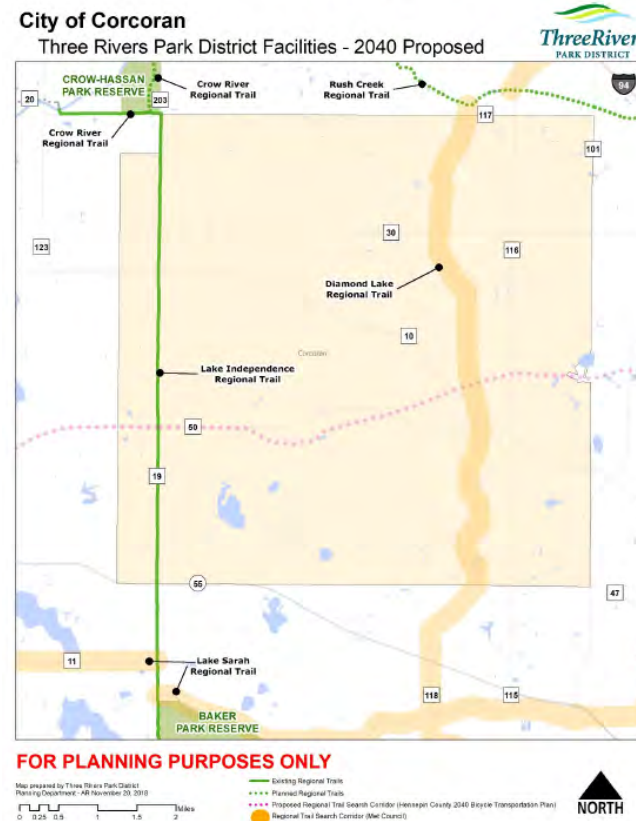 City of Corcoran
Three Rivers Park District Facilities - 2040 Proposed
ThreeRiver
PARK DISTRICT
CROW-HASSAN
PARK RESERVE
Crow River
Regional Trail
Rush Creek
Regional Trail
94
20
203
117
Crow River
Regional Trail
101
123
30
116
Diamond Lake
Regional Trail
10
Corcoran
Lake Independence
Regional Trail
50
19
55
47
11
Lake Sarah
Regional Trail
118
115
BAKER
PARK RESERVE
FOR PLANNING PURPOSES ONLY
Map prepared by Three Rivers Park District
Planning Department - AR November 20, 2018
0 0.25 0.5 1 1.5 2
Miles
Existing Regional Trails
Planned Regional Trails
Proposed Regional Trail Search Corridor (Hennepin County 2040 Bicycle Transportation Plan)
Regional Trail Search Corridor (Met Council)
NORTH